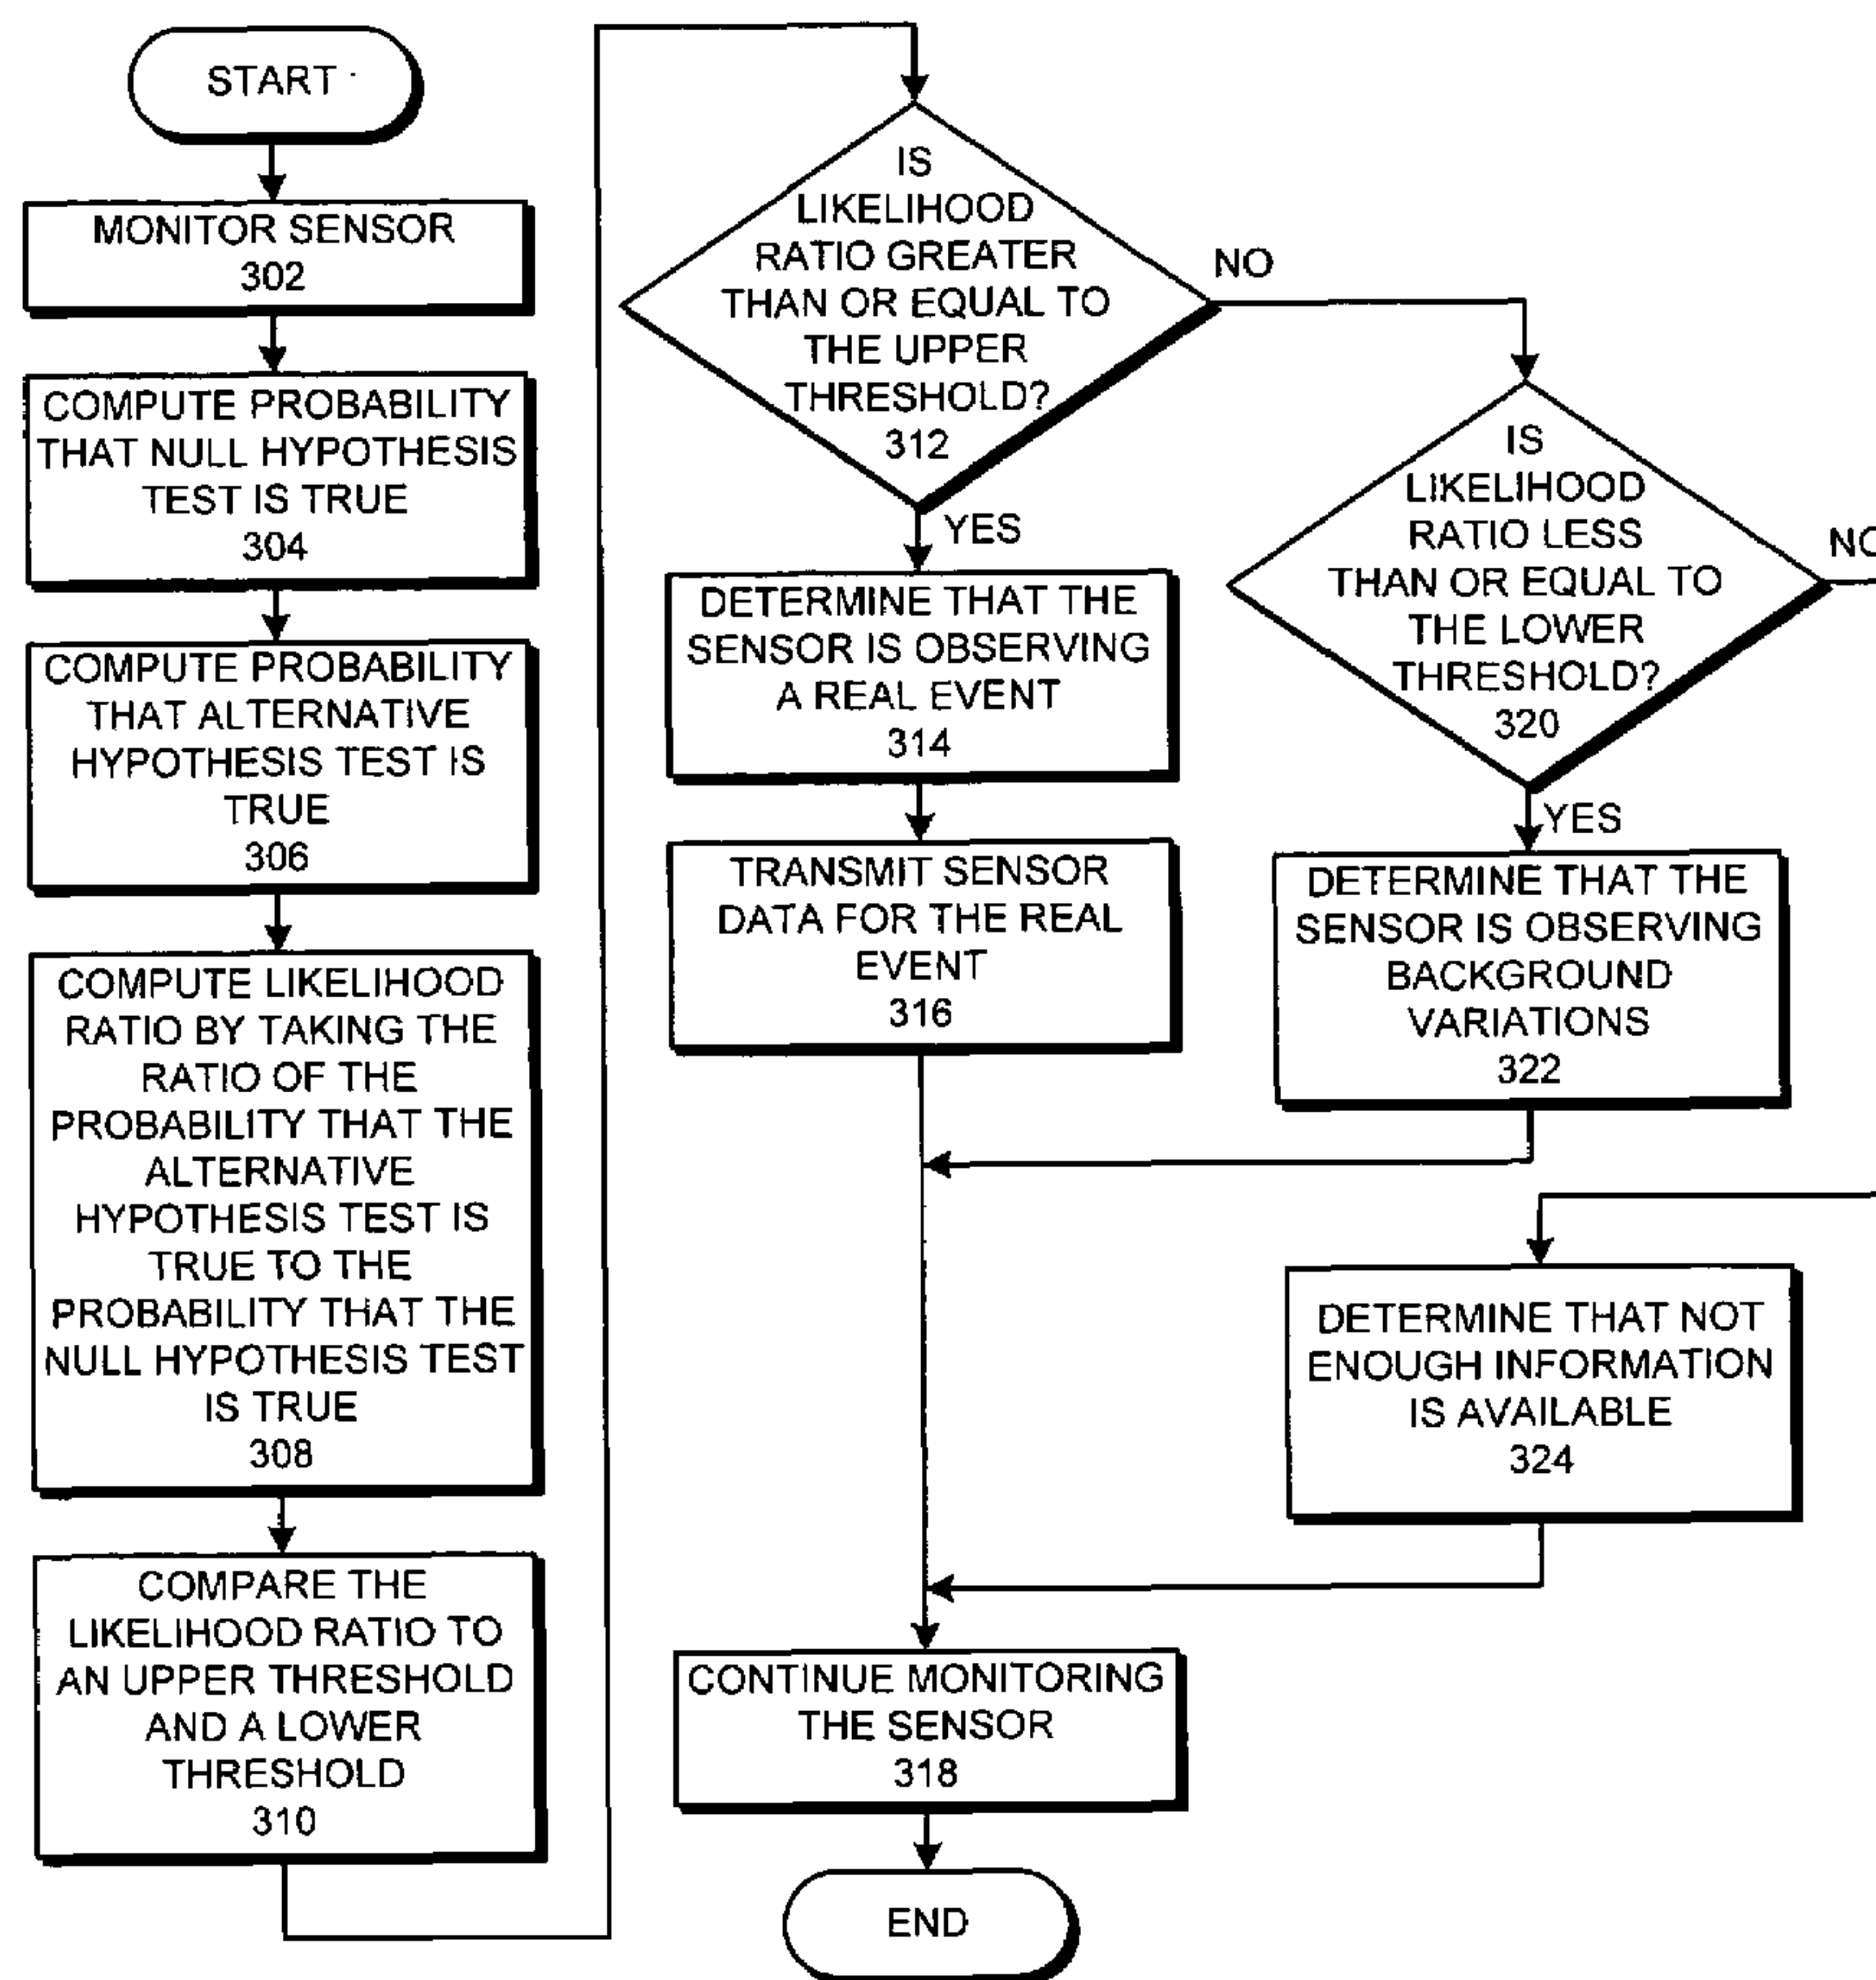 START
MONITOR SENSOR
302
COMPUTE PROBABILITY
THAT NULL HYPOTHESIS
TEST IS TRUE
304
COMPUTE PROBABILITY
THAT ALTERNATIVE
HYPOTHESIS TEST IS
TRUE
306
COMPUTE LIKELIHOOD
RATIO BY TAKING THE
RATIO OF THE
PROBABILITY THAT THE
ALTERNATIVE
HYPOTHESIS TEST IS
TRUE TO THE
PROBABILITY THAT THE
NULL HYPOTHESIS TEST
IS TRUE
308
COMPARE THE
LIKELIHOOD RATIO TO
AN UPPER THRESHOLD
AND A LOWER
THRESHOLD
310
IS
LIKELIHOOD
RATIO GREATER
THAN OR EQUAL TO
THE UPPER
THRESHOLD?
312
NO
YES
DETERMINE THAT THE
SENSOR IS OBSERVING
A REAL EVENT
314
TRANSMIT SENSOR
DATA FOR THE REAL
EVENT
316
IS
LIKELIHOOD
RATIO LESS
THAN OR EQUAL TO
THE LOWER
THRESHOLD?
320
NO
YES
DETERMINE THAT THE
SENSOR IS OBSERVING
BACKGROUND
VARIATIONS
322
DETERMINE THAT NOT
ENOUGH INFORMATION
IS AVAILABLE
324
CONTINUE MONITORING
THE SENSOR
318
END